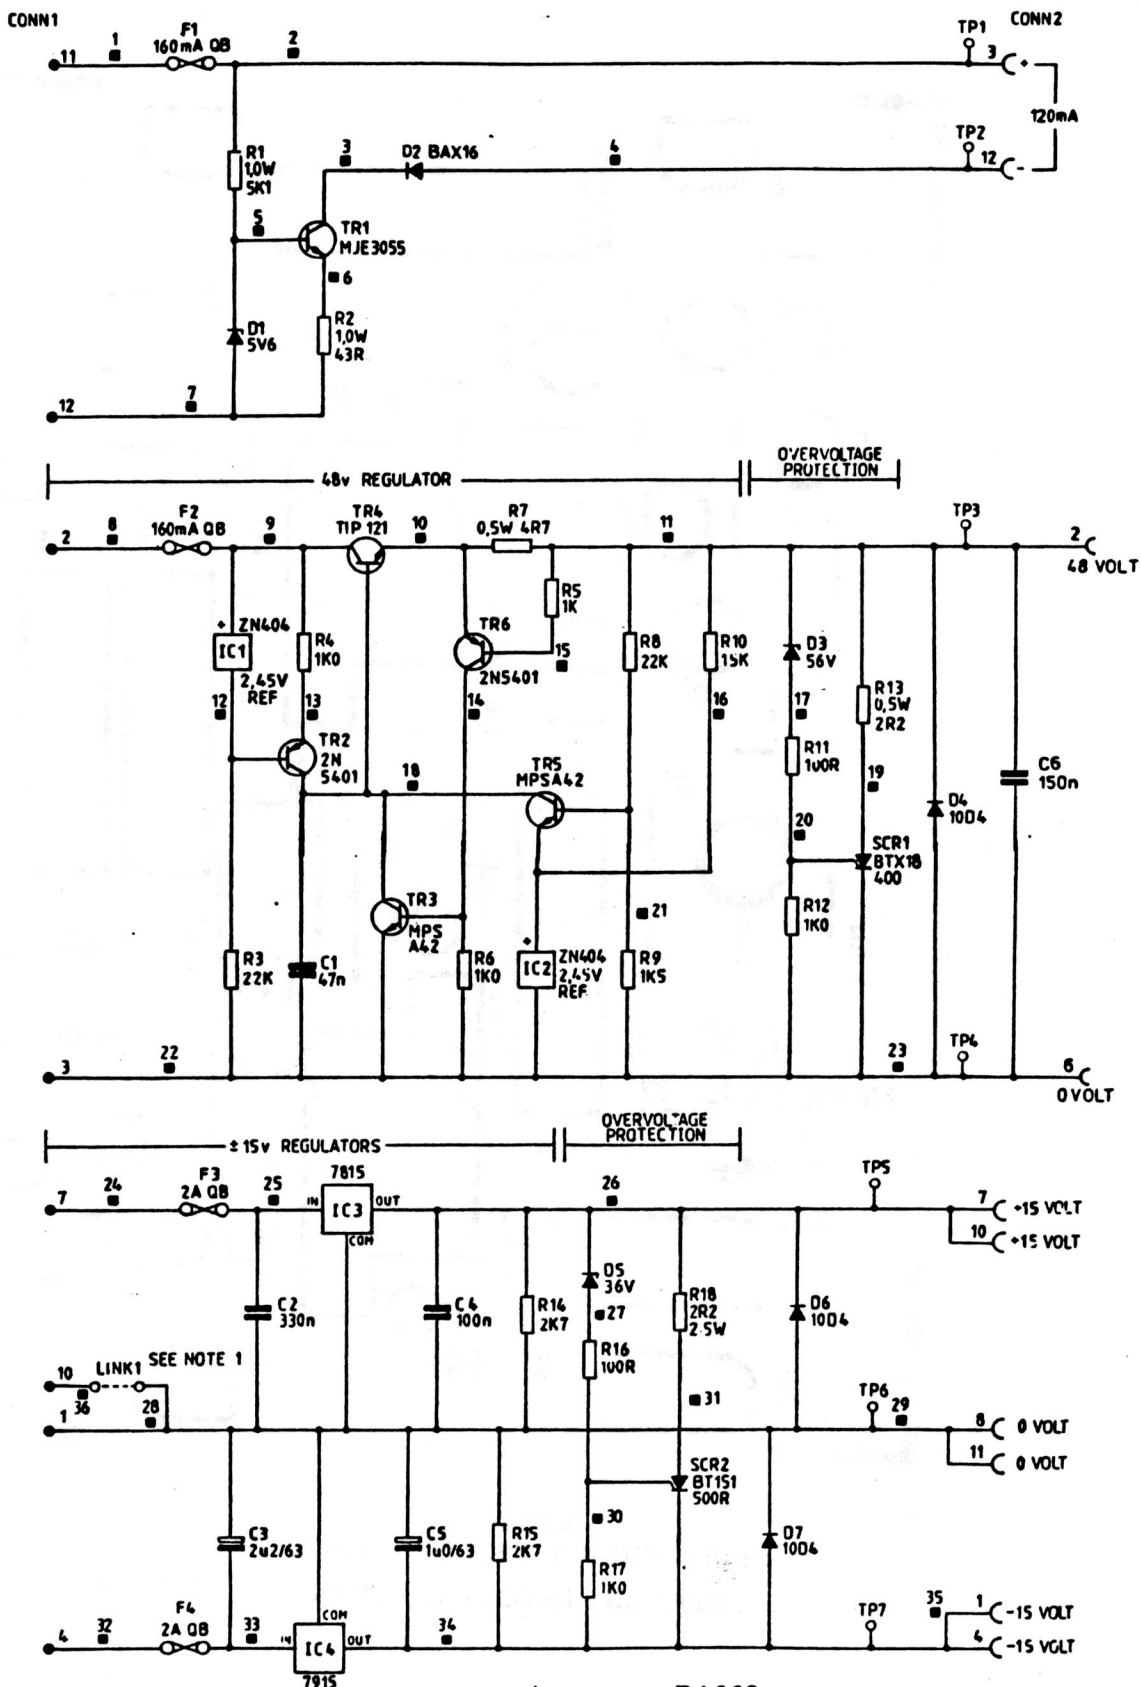 CONN1
F1
160mA QB
1
2
TP1
CONN2
11
3
+
120mA
R1
1,0W
5K1
3
D2 BAX16
4
TP2
12
-
5
TR1
MJE3055
6
D1
5V6
R2
1,0W
43R
7
12
48v REGULATOR
OVERVOLTAGE
PROTECTION
F2
160mA QB
8
9
TR4
TIP 121
10
R7
0,5W 4R7
11
TP3
2
2
48 VOLT
+ ZN404
IC1
2,45V
REF
12
R4
1K0
13
TR6
2N5401
14
R5
1K
15
R8
22K
R10
15K
16
D3
56V
17
R13
0,5W
2R2
TR2
2N
5401
18
TR5
MPSA42
R11
100R
19
C6
150n
20
D4
10D4
SCR1
BTX18
400
TR3
MPS
A42
21
R12
1K0
R3
22K
C1
47n
R6
1K0
+
IC2
ZN404
2,45V
REF
R9
1K5
3
22
23
TP4
6
0 VOLT
±15v REGULATORS
OVERVOLTAGE
PROTECTION
7
24
F3
2A QB
25
7815
IN
IC3
OUT
COM
26
TP5
7
+15 VOLT
10
+15 VOLT
C2
330n
C4
100n
R14
2K7
D5
36V
27
R16
100R
R18
2R2
2.5W
D6
10D4
10
LINK1
SEE NOTE 1
36
1
28
31
TP6
29
8
0 VOLT
11
0 VOLT
SCR2
BT151
500R
30
C3
2u2/63
C5
1u0/63
R15
2K7
R17
1K0
D7
10D4
4
32
F4
2A QB
33
COM
IN
IC4
OUT
7915
34
TP7
35
1
-15 VOLT
4
-15 VOLT